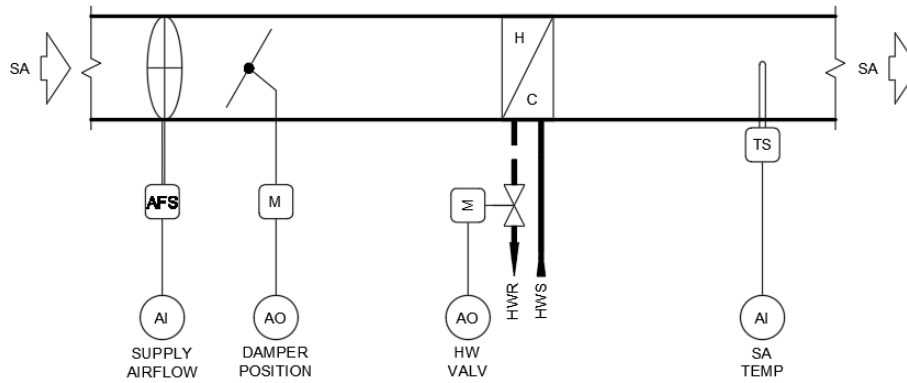 SA
H
C
SA
TS
AFS
M
M
HWR
HWS
AI
AO
AO
AI
SUPPLY
AIRFLOW
DAMPER
POSITION
HW
VALV
SA
TEMP